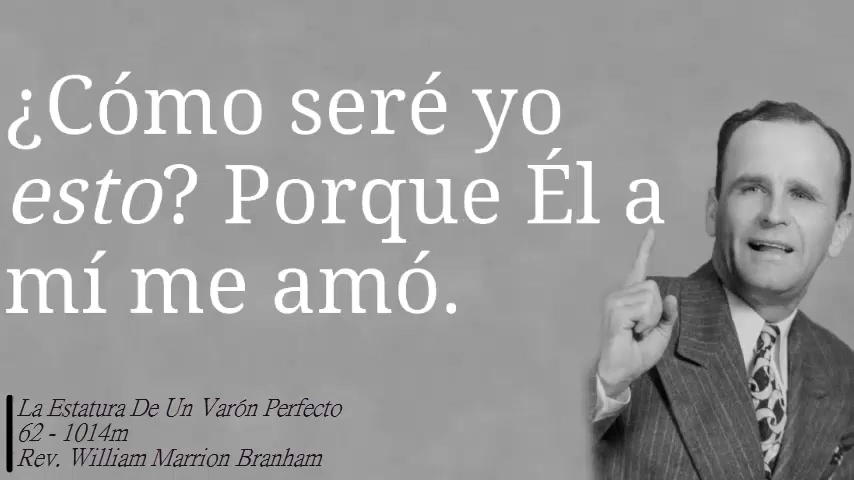 ¿Cómo seré yo
esto? Porque Él a
mí me amó.
La Estatura De Un Varón Perfecto
62 - 1014m
Rev. William Marrion Branham